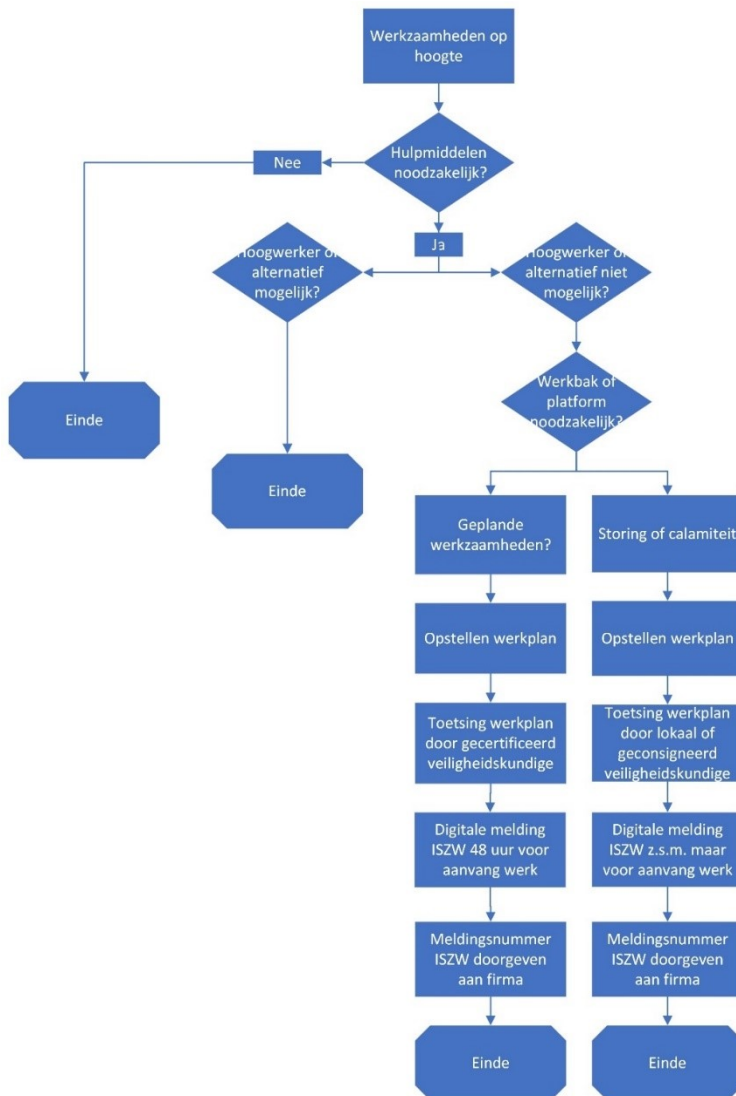 Werkzaamheden op
hoogte
Hulpmiddelen
noodzakelijk?
Nee
Ja
Hoogwerker of
alternatief
mogelijk?
Hoogwerker of
alternatief niet
mogelijk?
Werkbak of
platform
noodzakelijk?
Einde
Einde
Geplande
werkzaamheden?
Storing of calamiteit
Opstellen werkplan
Opstellen werkplan
Toetsing werkplan
door gecertificeerd
veiligheidskundige
Toetsing werkplan
door lokaal of
geconsigneerd
veiligheidskundige
Digitale melding
ISZW 48 uur voor
aanvang werk
Digitale melding
ISZW z.s.m. maar
voor aanvang werk
Meldingsnummer
ISZW doorgeven
aan firma
Meldingsnummer
ISZW doorgeven
aan firma
Einde
Einde